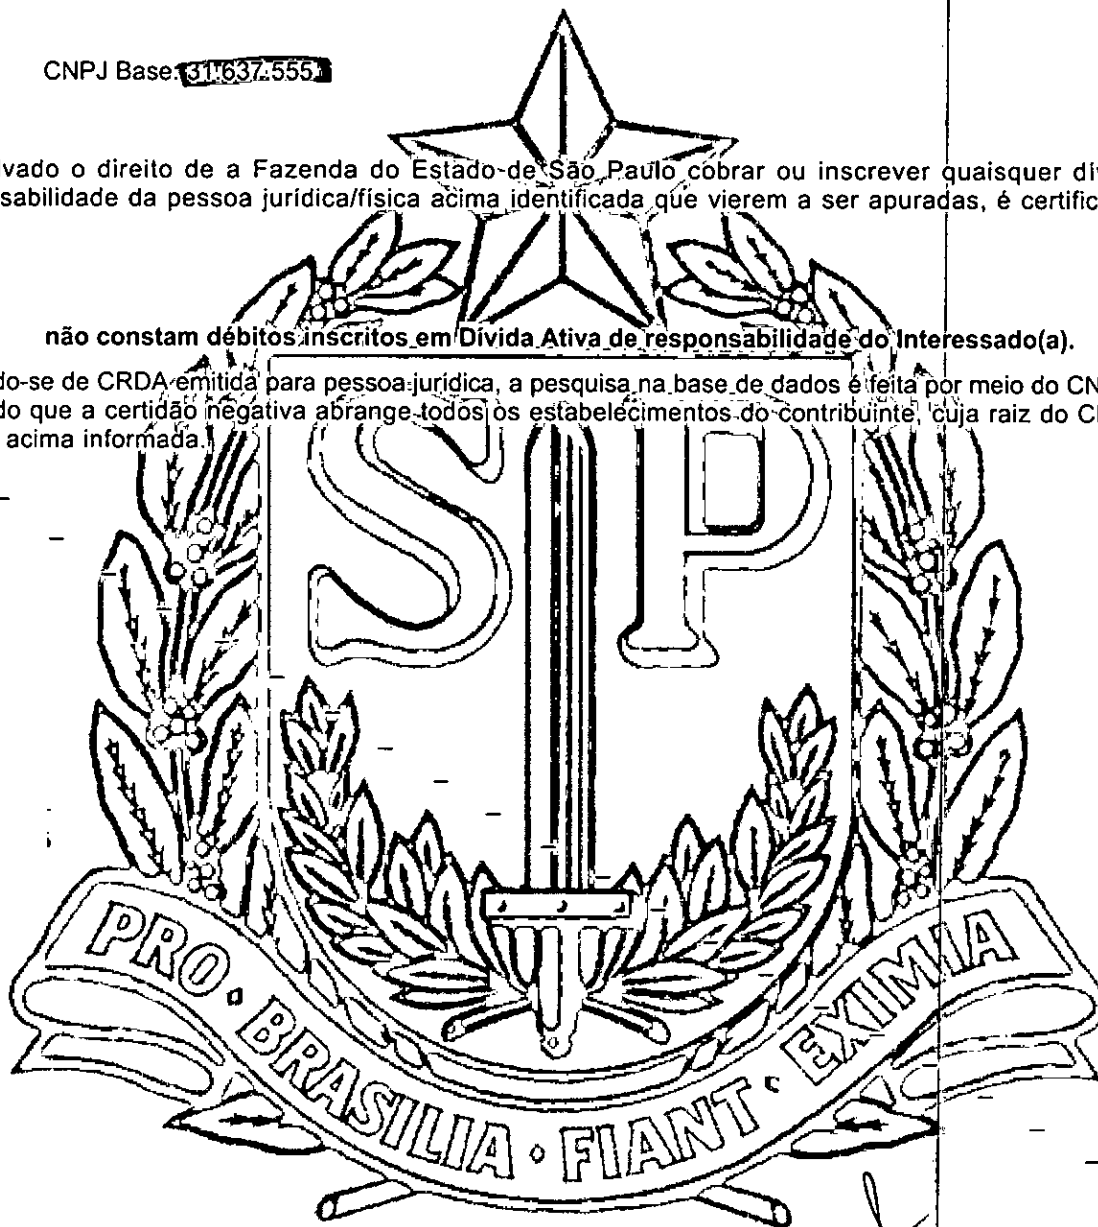 CNPJ Base: 31.637.555
vado o direito de a Fazenda do Estado de São Paulo cobrar ou inscrever quaisquer dív
sabilidade da pessoa jurídica/física acima identificada que vierem a ser apuradas, é certific
não constam débitos inscritos em Dívida Ativa de responsabilidade do Interessado(a).
do-se de CRDA emitida para pessoa jurídica, a pesquisa na base de dados é feita por meio do CN
do que a certidão negativa abrange todos os estabelecimentos do contribuinte, cuja raiz do C
acima informada.
SP
PRO · BRASILIA · FIANT · EXIMIA